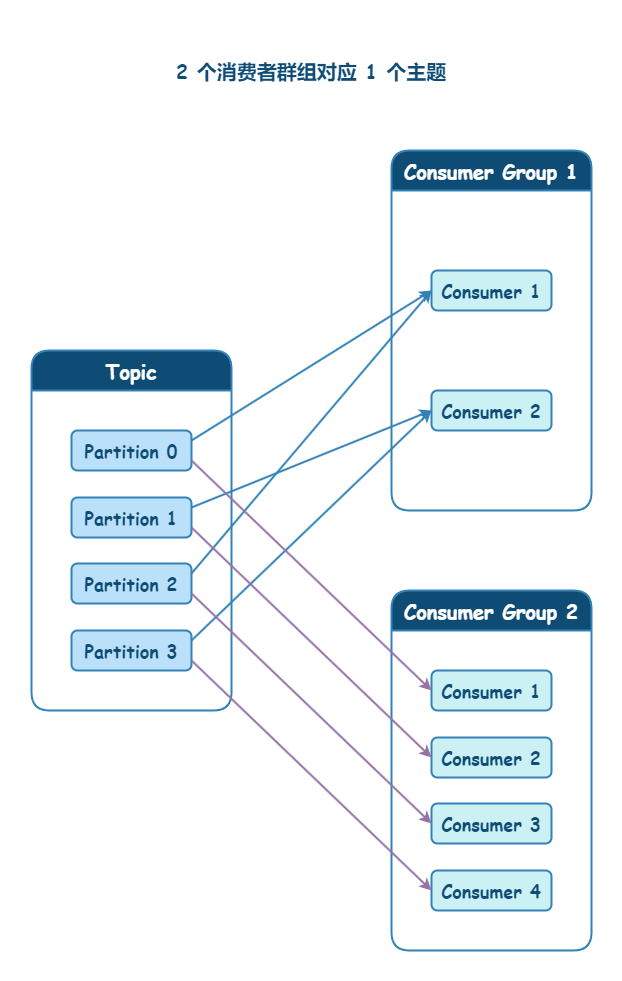 2 个消费者群组对应 1 个主题
Consumer Group 1
Consumer 1
Consumer 2
Topic
Partition 0
Partition 1
Partition 2
Partition 3
Consumer Group 2
Consumer 1
Consumer 2
Consumer 3
Consumer 4